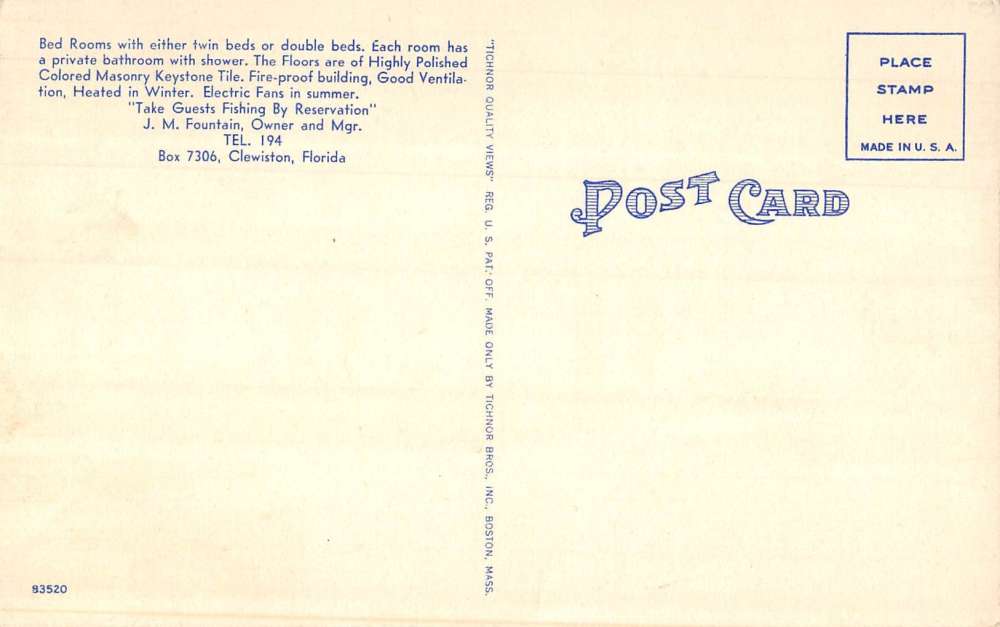 Bed Rooms with either twin beds or double beds. Each room has
a private bathroom with shower. The Floors are of Highly Polished
Colored Masonry Keystone Tile. Fire-proof building, Good Ventila-
tion, Heated in Winter. Electric Fans in summer.
"Take Guests Fishing By Reservation"
J. M. Fountain, Owner and Mgr.
TEL. 194
Box 7306, Clewiston, Florida
"TICHNOR QUALITY VIEWS" REG. U. S. PAT. OFF. MADE ONLY BY TICHNOR BROS., INC., BOSTON, MASS.
PLACE
STAMP
HERE
MADE IN U. S. A.
POST CARD
93520